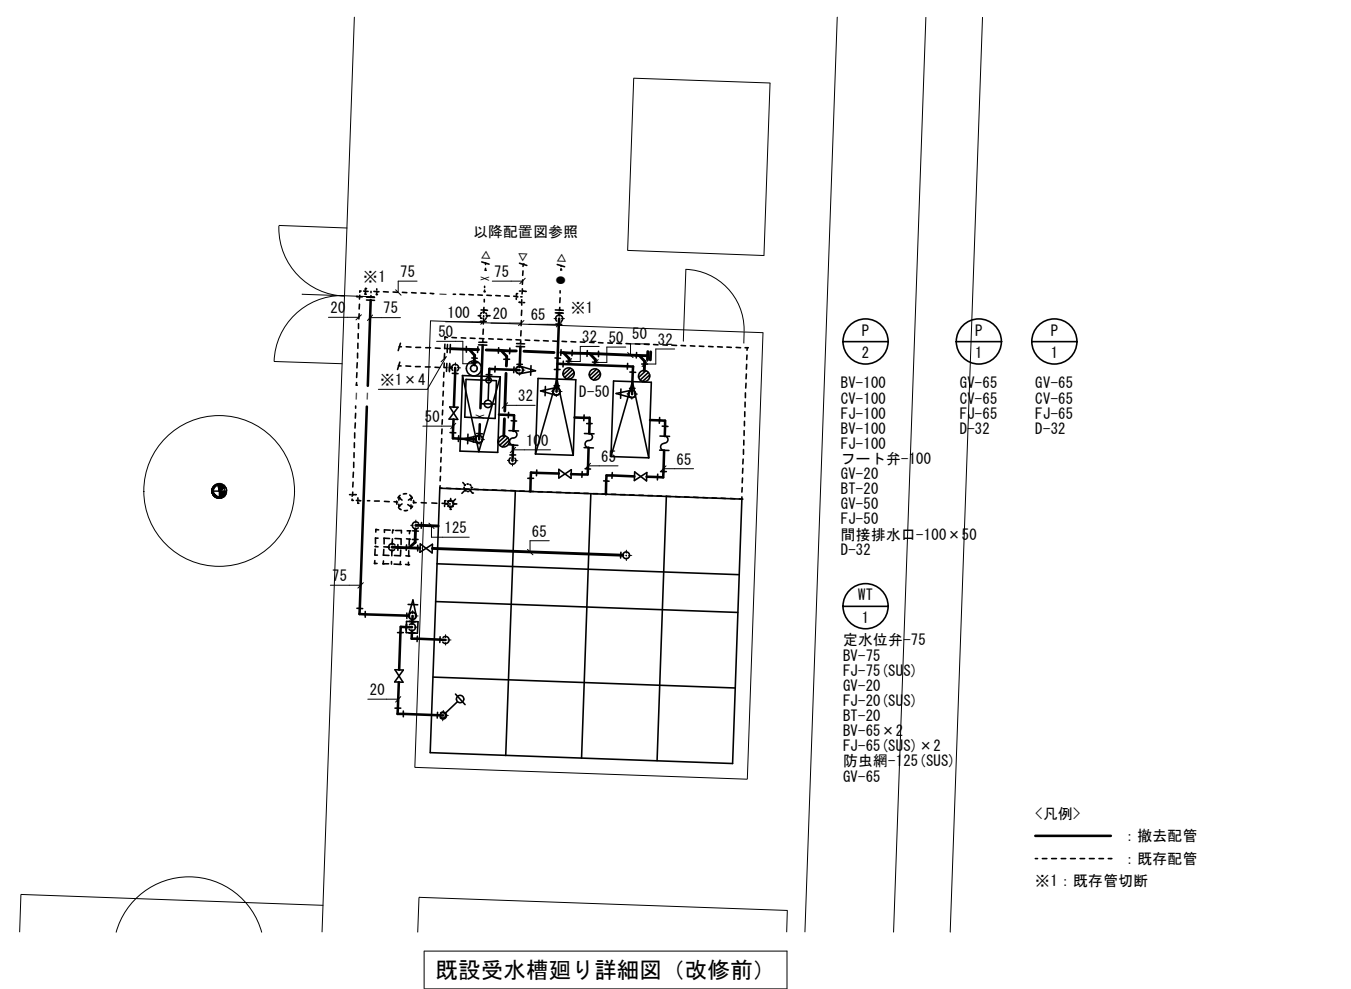 以降配置図参照
※1
75
75
20
75
100
20
65
※1
50
32
50
50
32
※1×4
D-50
32
50
100
65
65
125
65
75
20
P
2
BV-100
CV-100
FJ-100
BV-100
FJ-100
フート弁-100
GV-20
BT-20
GV-50
FJ-50
間接排水口-100×50
D-32
P
1
GV-65
CV-65
FJ-65
D-32
P
1
GV-65
CV-65
FJ-65
D-32
WT
1
定水位弁-75
BV-75
FJ-75(SUS)
GV-20
FJ-20(SUS)
BT-20
BV-65×2
FJ-65(SUS)×2
防虫網-125(SUS)
GV-65
<凡例>
：撤去配管
：既存配管
※1：既存管切断
既設受水槽廻り詳細図（改修前）